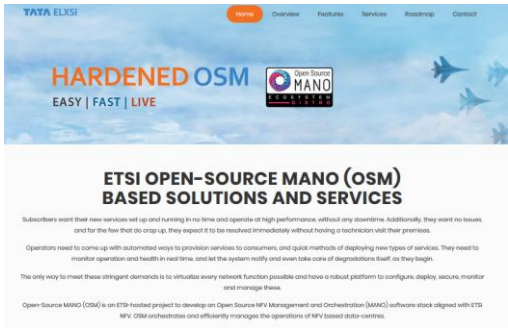 TATA ELXSI
Home Overview Features Services Roadmap Contact
HARDENED OSM
EASY | FAST | LIVE
Open Source
MANO
ECOSYSTEM
DISTRO
ETSI OPEN-SOURCE MANO (OSM)
BASED SOLUTIONS AND SERVICES
Subscribers want their new services set up and running in no time and operate at high performance, without any downtime. Additionally, they want no issues,
and for the few that do crop up, they expect it to be resolved immediately without having a technician visit their premises.
Operators need to come up with automated ways to provision services to consumers, and quick methods of deploying new types of services. They need to
monitor operation and health in real time, and let the system notify and even take care of degradations itself, as they begin.
The only way to meet these stringent demands is to virtualize every network function possible and have a robust platform to configure, deploy, secure, monitor
and manage these.
Open-Source MANO (OSM) is an ETSI-hosted project to develop an Open Source NFV Management and Orchestration (MANO) software stack aligned with ETSI
NFV. OSM orchestrates and efficiently manages the operations of NFV based data-centres.